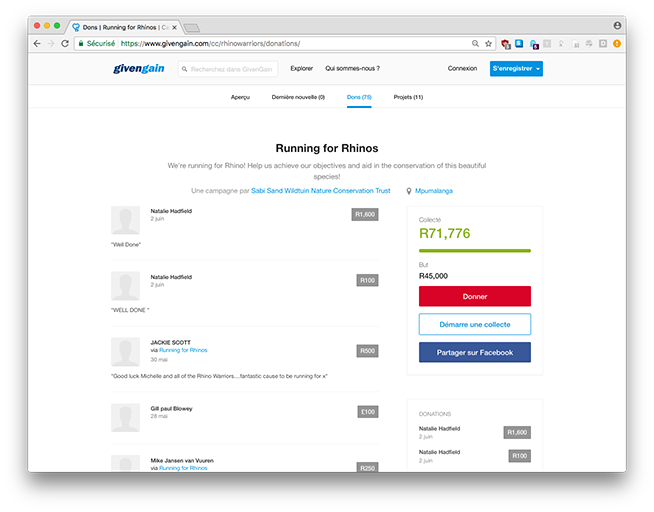 Dons | Running for Rhinos | Ca
Sécurisé https://www.givengain.com/cc/rhinowarriors/donations/
givengain
Recherchez dans GivenGain
Explorer
Qui sommes-nous ?
Connexion
S'enregistrer
Aperçu
Dernière nouvelle (0)
Dons (75)
Projets (11)
Running for Rhinos
We're running for Rhino! Help us achieve our objectives and aid in the conservation of this beautiful
species!
Une campagne par Sabi Sand Wildtuin Nature Conservation Trust
Mpumalanga
Natalie Hadfield
R1,600
2 juin
"Well Done"
Natalie Hadfield
R100
2 juin
"WELL DONE "
JACKIE SCOTT
via Running for Rhinos
R500
30 mai
"Good luck Michelle and all of the Rhino Warriors....fantastic cause to be running for x"
Gill paul Blowey
£100
28 mai
Mike Jansen van Vuuren
via Running for Rhinos
R250
Collecté
R71,776
But
R45,000
Donner
Démarre une collecte
Partager sur Facebook
DONATIONS
Natalie Hadfield
R1,600
2 juin
Natalie Hadfield
R100
2 juin